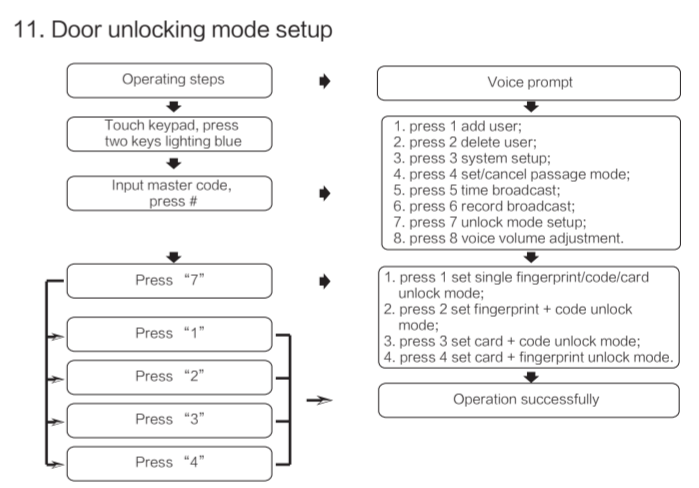 11. Door unlocking mode setup
Operating steps
Voice prompt
Touch keypad, press
two keys lighting blue
1. press 1 add user;
2. press 2 delete user;
3. press 3 system setup;
4. press 4 set/cancel passage mode;
5. press 5 time broadcast;
6. press 6 record broadcast;
7. press 7 unlock mode setup;
8. press 8 voice volume adjustment.
Input master code,
press #
Press “7”
1. press 1 set single fingerprint/code/card
unlock mode;
2. press 2 set fingerprint + code unlock
mode;
3. press 3 set card + code unlock mode;
4. press 4 set card + fingerprint unlock mode.
Press “1”
Press “2”
Press “3”
Press “4”
Operation successfully